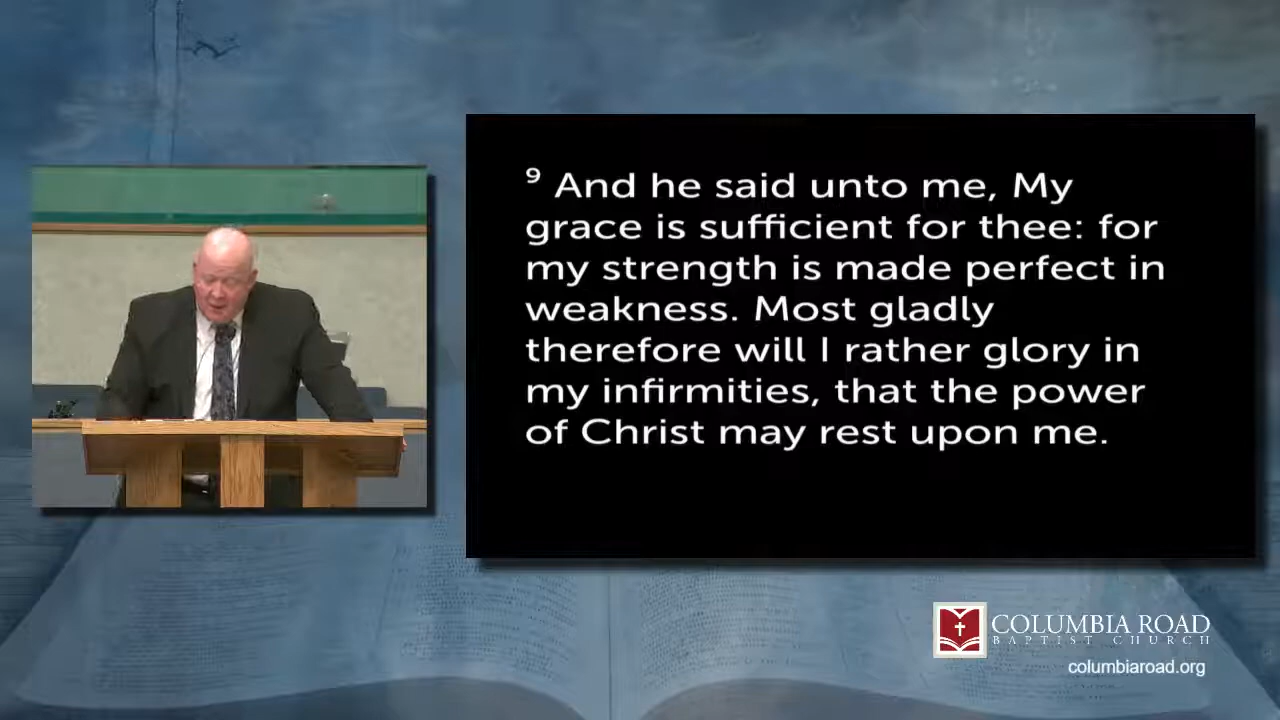 ⁹ And he said unto me, My
grace is sufficient for thee: for
my strength is made perfect in
weakness. Most gladly
therefore will I rather glory in
my infirmities, that the power
of Christ may rest upon me.
COLUMBIA ROAD
BAPTIST CHURCH
columbiaroad.org